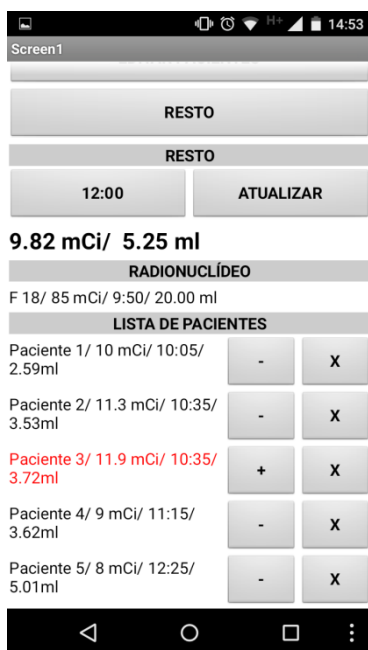 H+ 14:53
Screen1
RESTO
RESTO
12:00 ATUALIZAR
9.82 mCi/ 5.25 ml
RADIONUCLÍDEO
F 18/ 85 mCi/ 9:50/ 20.00 ml
LISTA DE PACIENTES
Paciente 1/ 10 mCi/ 10:05/
2.59ml
- X
Paciente 2/ 11.3 mCi/ 10:35/
3.53ml
- X
Paciente 3/ 11.9 mCi/ 10:35/
3.72ml
+ X
Paciente 4/ 9 mCi/ 11:15/
3.62ml
- X
Paciente 5/ 8 mCi/ 12:25/
5.01ml
- X